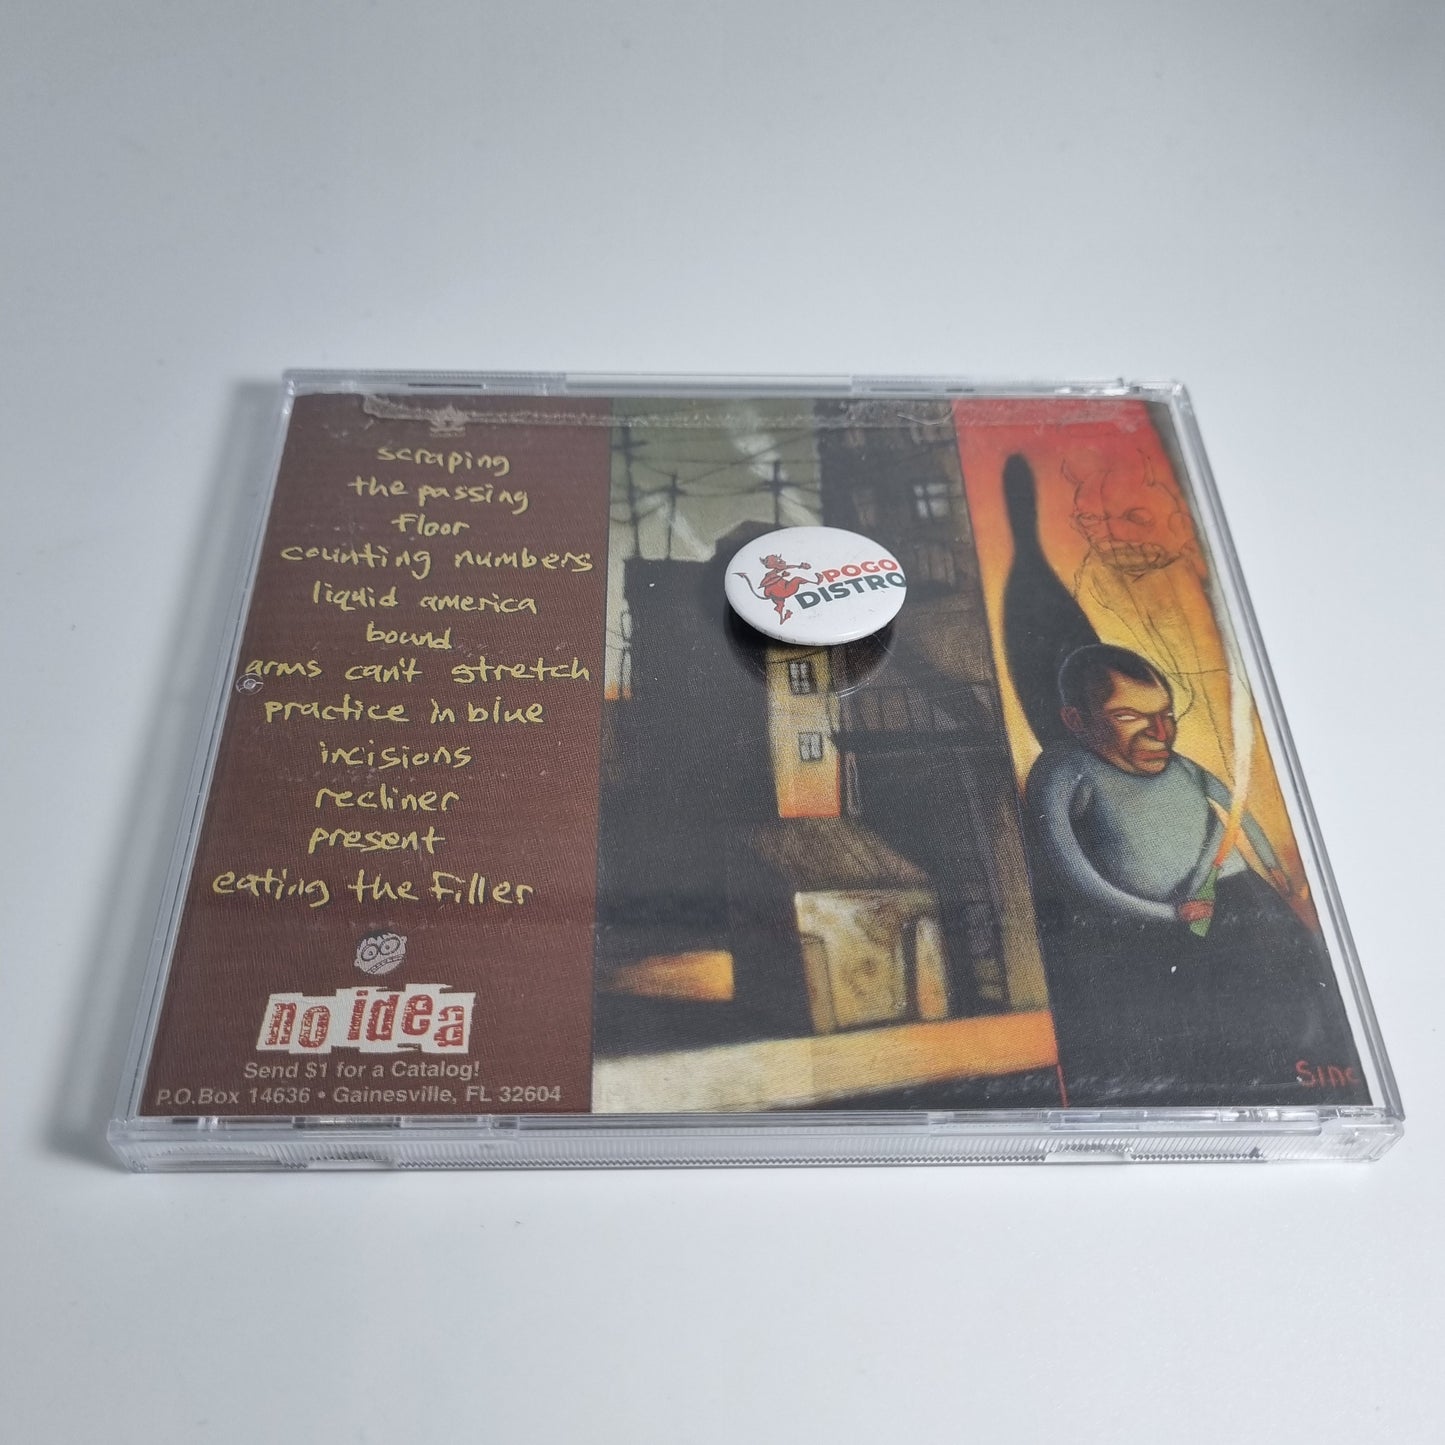 scraping
the passing
floor
counting numbers
liquid america
bound
arms can't stretch
practice in blue
incisions
recliner
present
eating the filler
no idea
Send $1 for a Catalog!
P.O.Box 14636 • Gainesville, FL 32604
POGO
DISTRO
Sinc